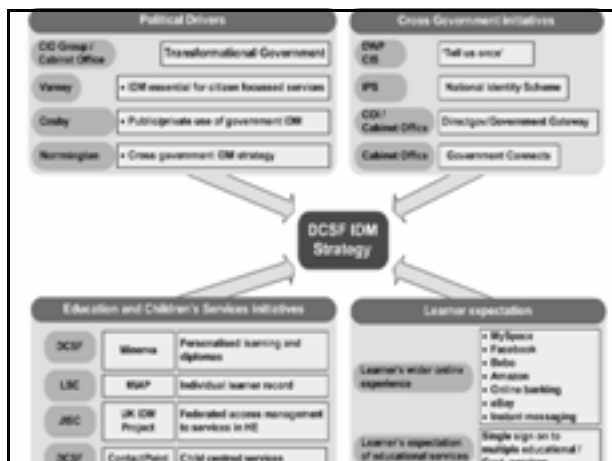 Political Drivers
CIO Group /
Cabinet Office
Transformational Government
Varney
• IDM essential for citizen focussed services
Crosby
• Public/private use of government IDM
Normington
• Cross government IDM strategy
Cross Government Initiatives
DWP
CIS
'Tell us once'
IPS
National Identity Scheme
COI /
Cabinet Office
Directgov/Government Gateway
Cabinet Office
Government Connects
DCSF IDM
Strategy
Education and Children's Services Initiatives
DCSF
Minerva
Personalised learning and
diplomas
LSC
MIAP
Individual learner record
JISC
UK IDM
Project
Federated access management
to services in HE
DCSF
ContactPoint
Child centred services
Learner expectation
Learner's wider online
experience
• MySpace
• Facebook
• Bebo
• Amazon
• Online banking
• eBay
• Instant messaging
Learner's expectation
of educational services
Single sign on to
multiple educational /